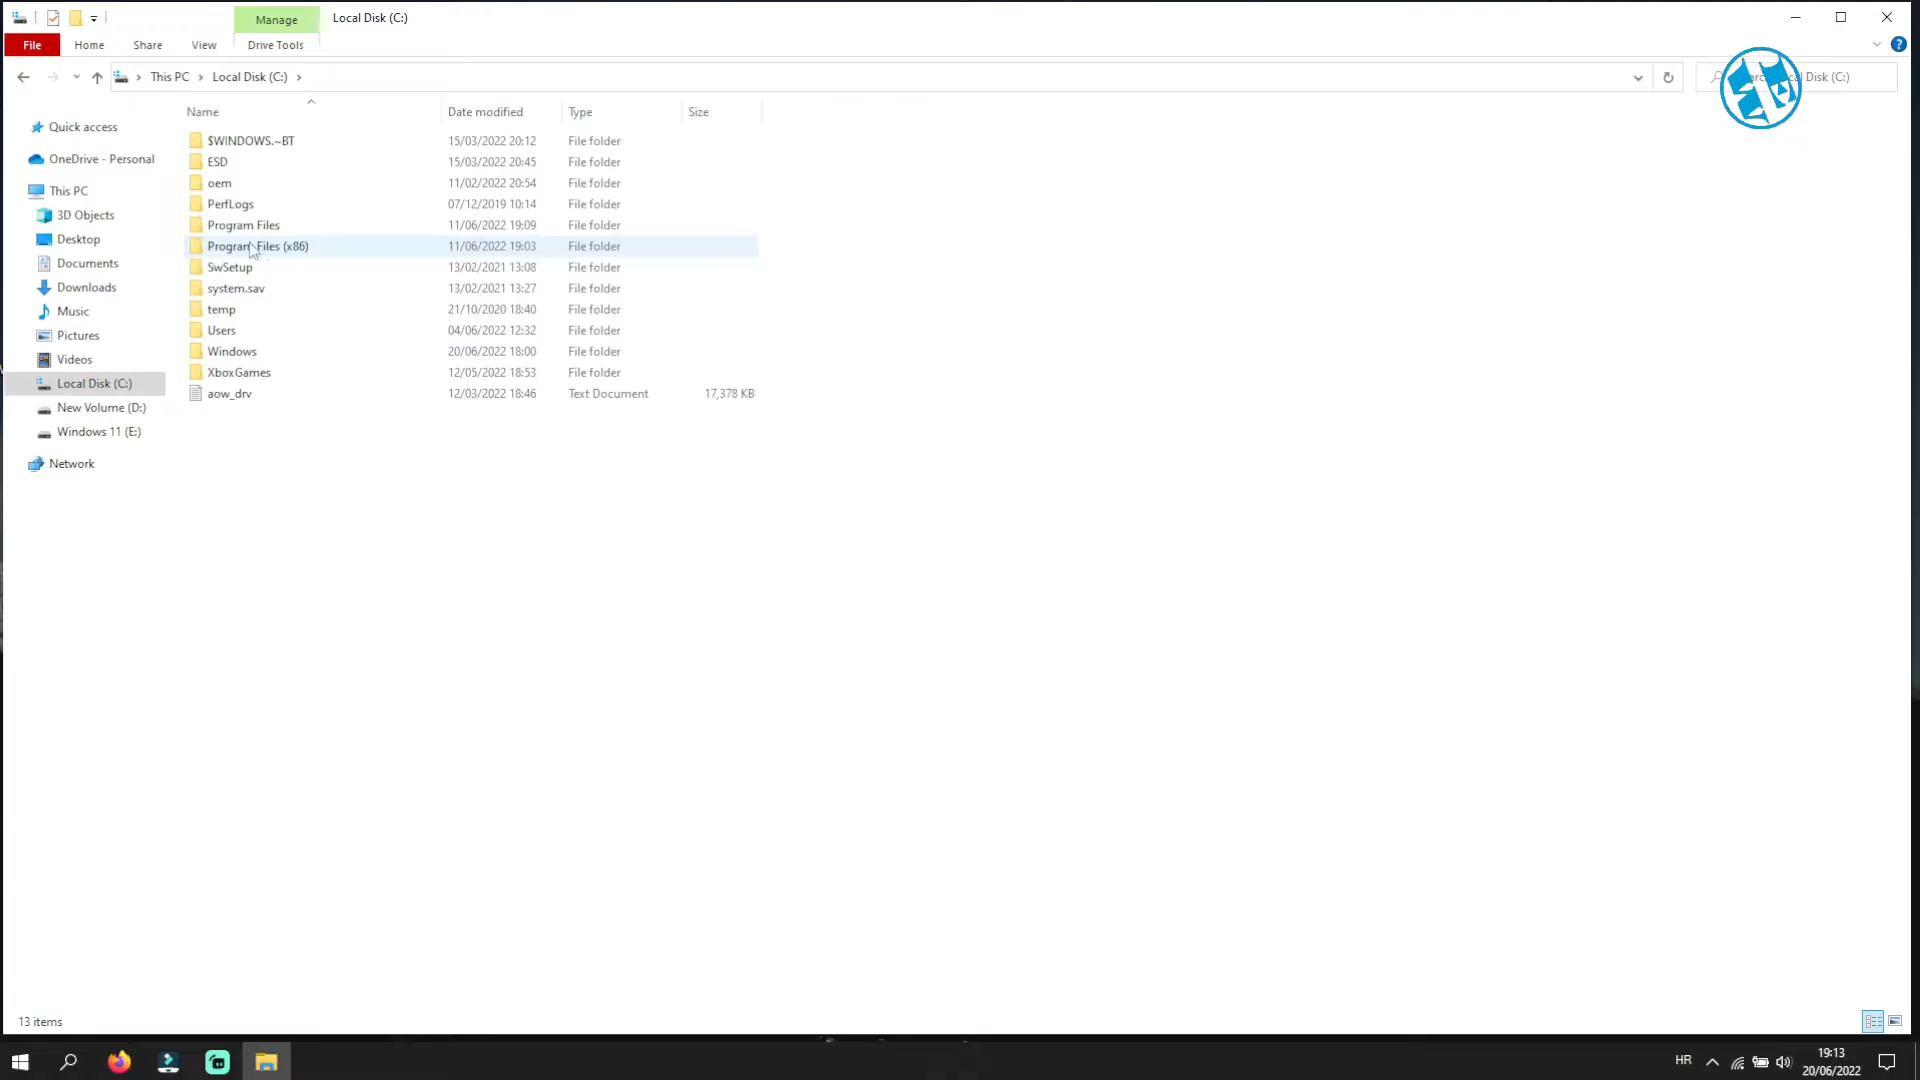 Manage
Local Disk (C:)
File
Home
Share
View
Drive Tools
This PC
Local Disk (C:)
Disk (C:)
Name
Date modified
Type
Size
Quick access
OneDrive - Personal
This PC
3D Objects
Desktop
Documents
Downloads
Music
Pictures
Videos
Local Disk (C:)
New Volume (D:)
Windows 11 (E:)
Network
$WINDOWS.~BT 15/03/2022 20:12 File folder
ESD 15/03/2022 20:45 File folder
oem 11/02/2022 20:54 File folder
PerfLogs 07/12/2019 10:14 File folder
Program Files 11/06/2022 19:09 File folder
Program Files (x86) 11/06/2022 19:03 File folder
SwSetup 13/02/2021 13:08 File folder
system.sav 13/02/2021 13:27 File folder
temp 21/10/2020 18:40 File folder
Users 04/06/2022 12:32 File folder
Windows 20/06/2022 18:00 File folder
XboxGames 12/05/2022 18:53 File folder
aow_drv 12/03/2022 18:46 Text Document 17,378 KB
13 items
HR
19:13
20/06/2022